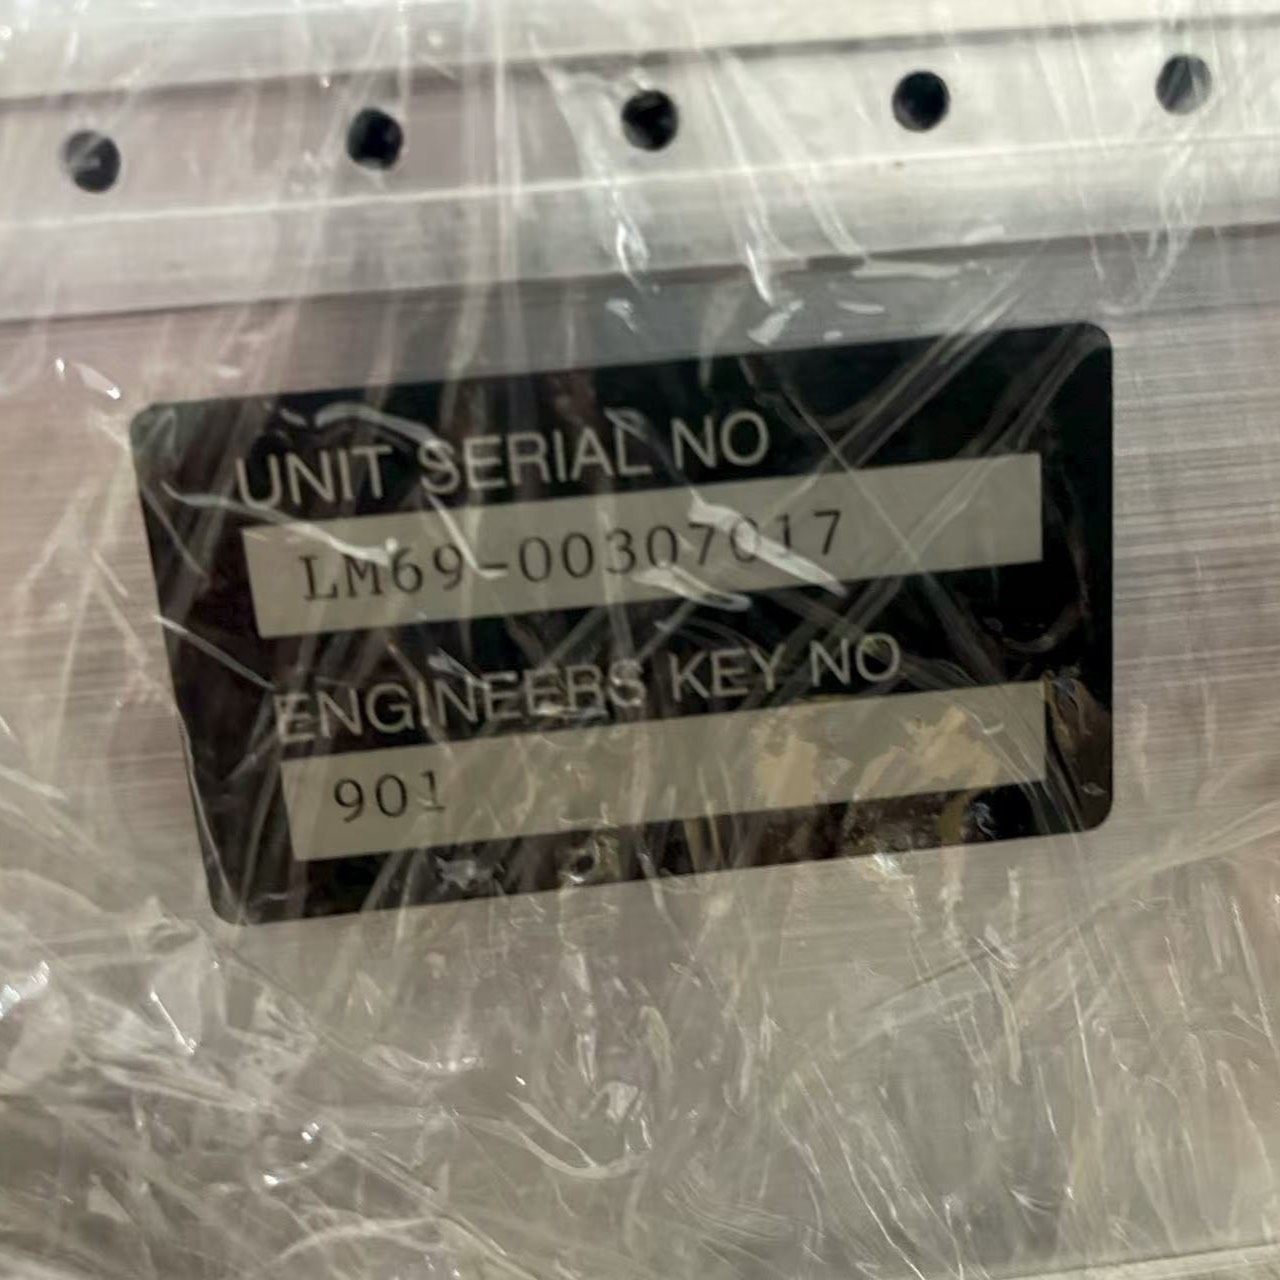 UNIT SERIAL NO
LM69-00307017
ENGINEERS KEY NO
901